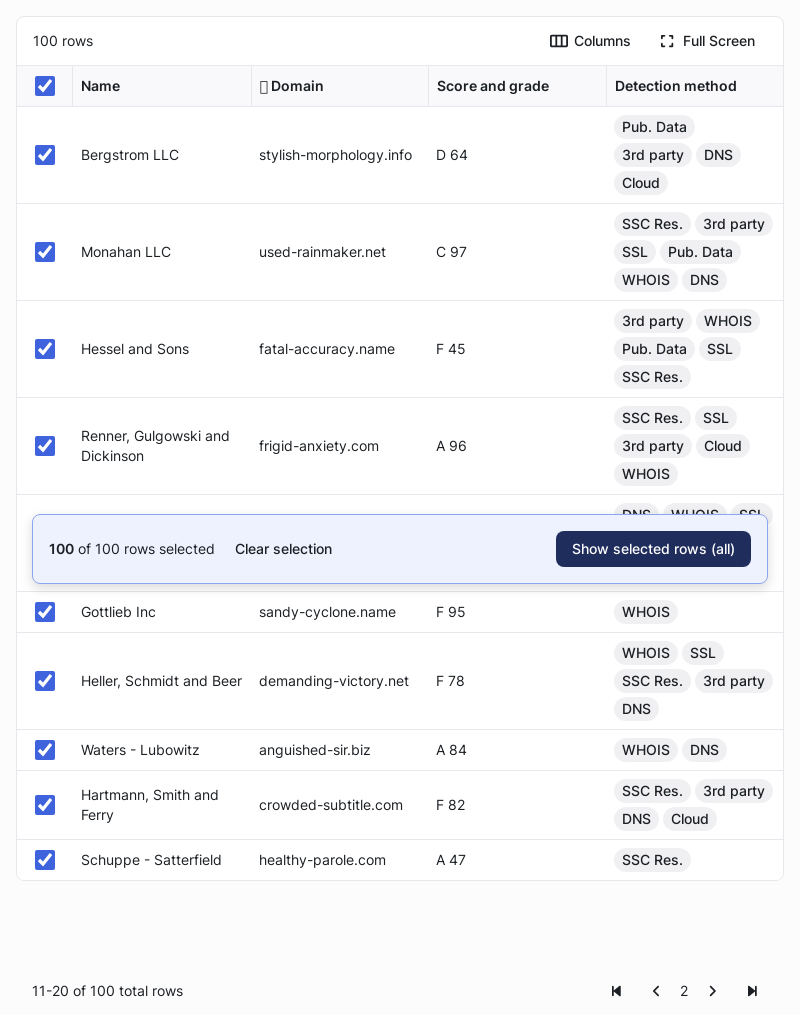 100 rows
Columns
Full Screen
Name
Domain
Score and grade
Detection method
Bergstrom LLC
stylish-morphology.info
D 64
Pub. Data
3rd party DNS
Cloud
Monahan LLC
used-rainmaker.net
C 97
SSC Res. 3rd party
SSL Pub. Data
WHOIS DNS
Hessel and Sons
fatal-accuracy.name
F 45
3rd party WHOIS
Pub. Data SSL
SSC Res.
Renner, Gulgowski and
Dickinson
frigid-anxiety.com
A 96
SSC Res. SSL
3rd party Cloud
WHOIS
DNS WHOIS SSL
100 of 100 rows selected
Clear selection
Show selected rows (all)
Gottlieb Inc
sandy-cyclone.name
F 95
WHOIS
Heller, Schmidt and Beer
demanding-victory.net
F 78
WHOIS SSL
SSC Res. 3rd party
DNS
Waters - Lubowitz
anguished-sir.biz
A 84
WHOIS DNS
Hartmann, Smith and
Ferry
crowded-subtitle.com
F 82
SSC Res. 3rd party
DNS Cloud
Schuppe - Satterfield
healthy-parole.com
A 47
SSC Res.
11-20 of 100 total rows
2